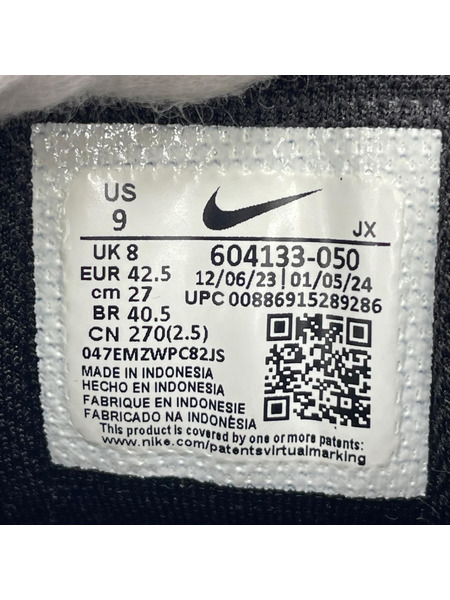 US
9
JX
UK 8
EUR 42.5
cm 27
BR 40.5
CN 270(2.5)
604133-050
12/06/23 | 01/05/24
UPC 00886915289286
047EMZWPC82JS
MADE IN INDONESIA
HECHO EN INDONESIA
FABRIQUE EN INDONESIE
FABRICADO NA INDONÉSIA
This product is covered by one or more patents:
www.nike.com/patentsvirtualmarking